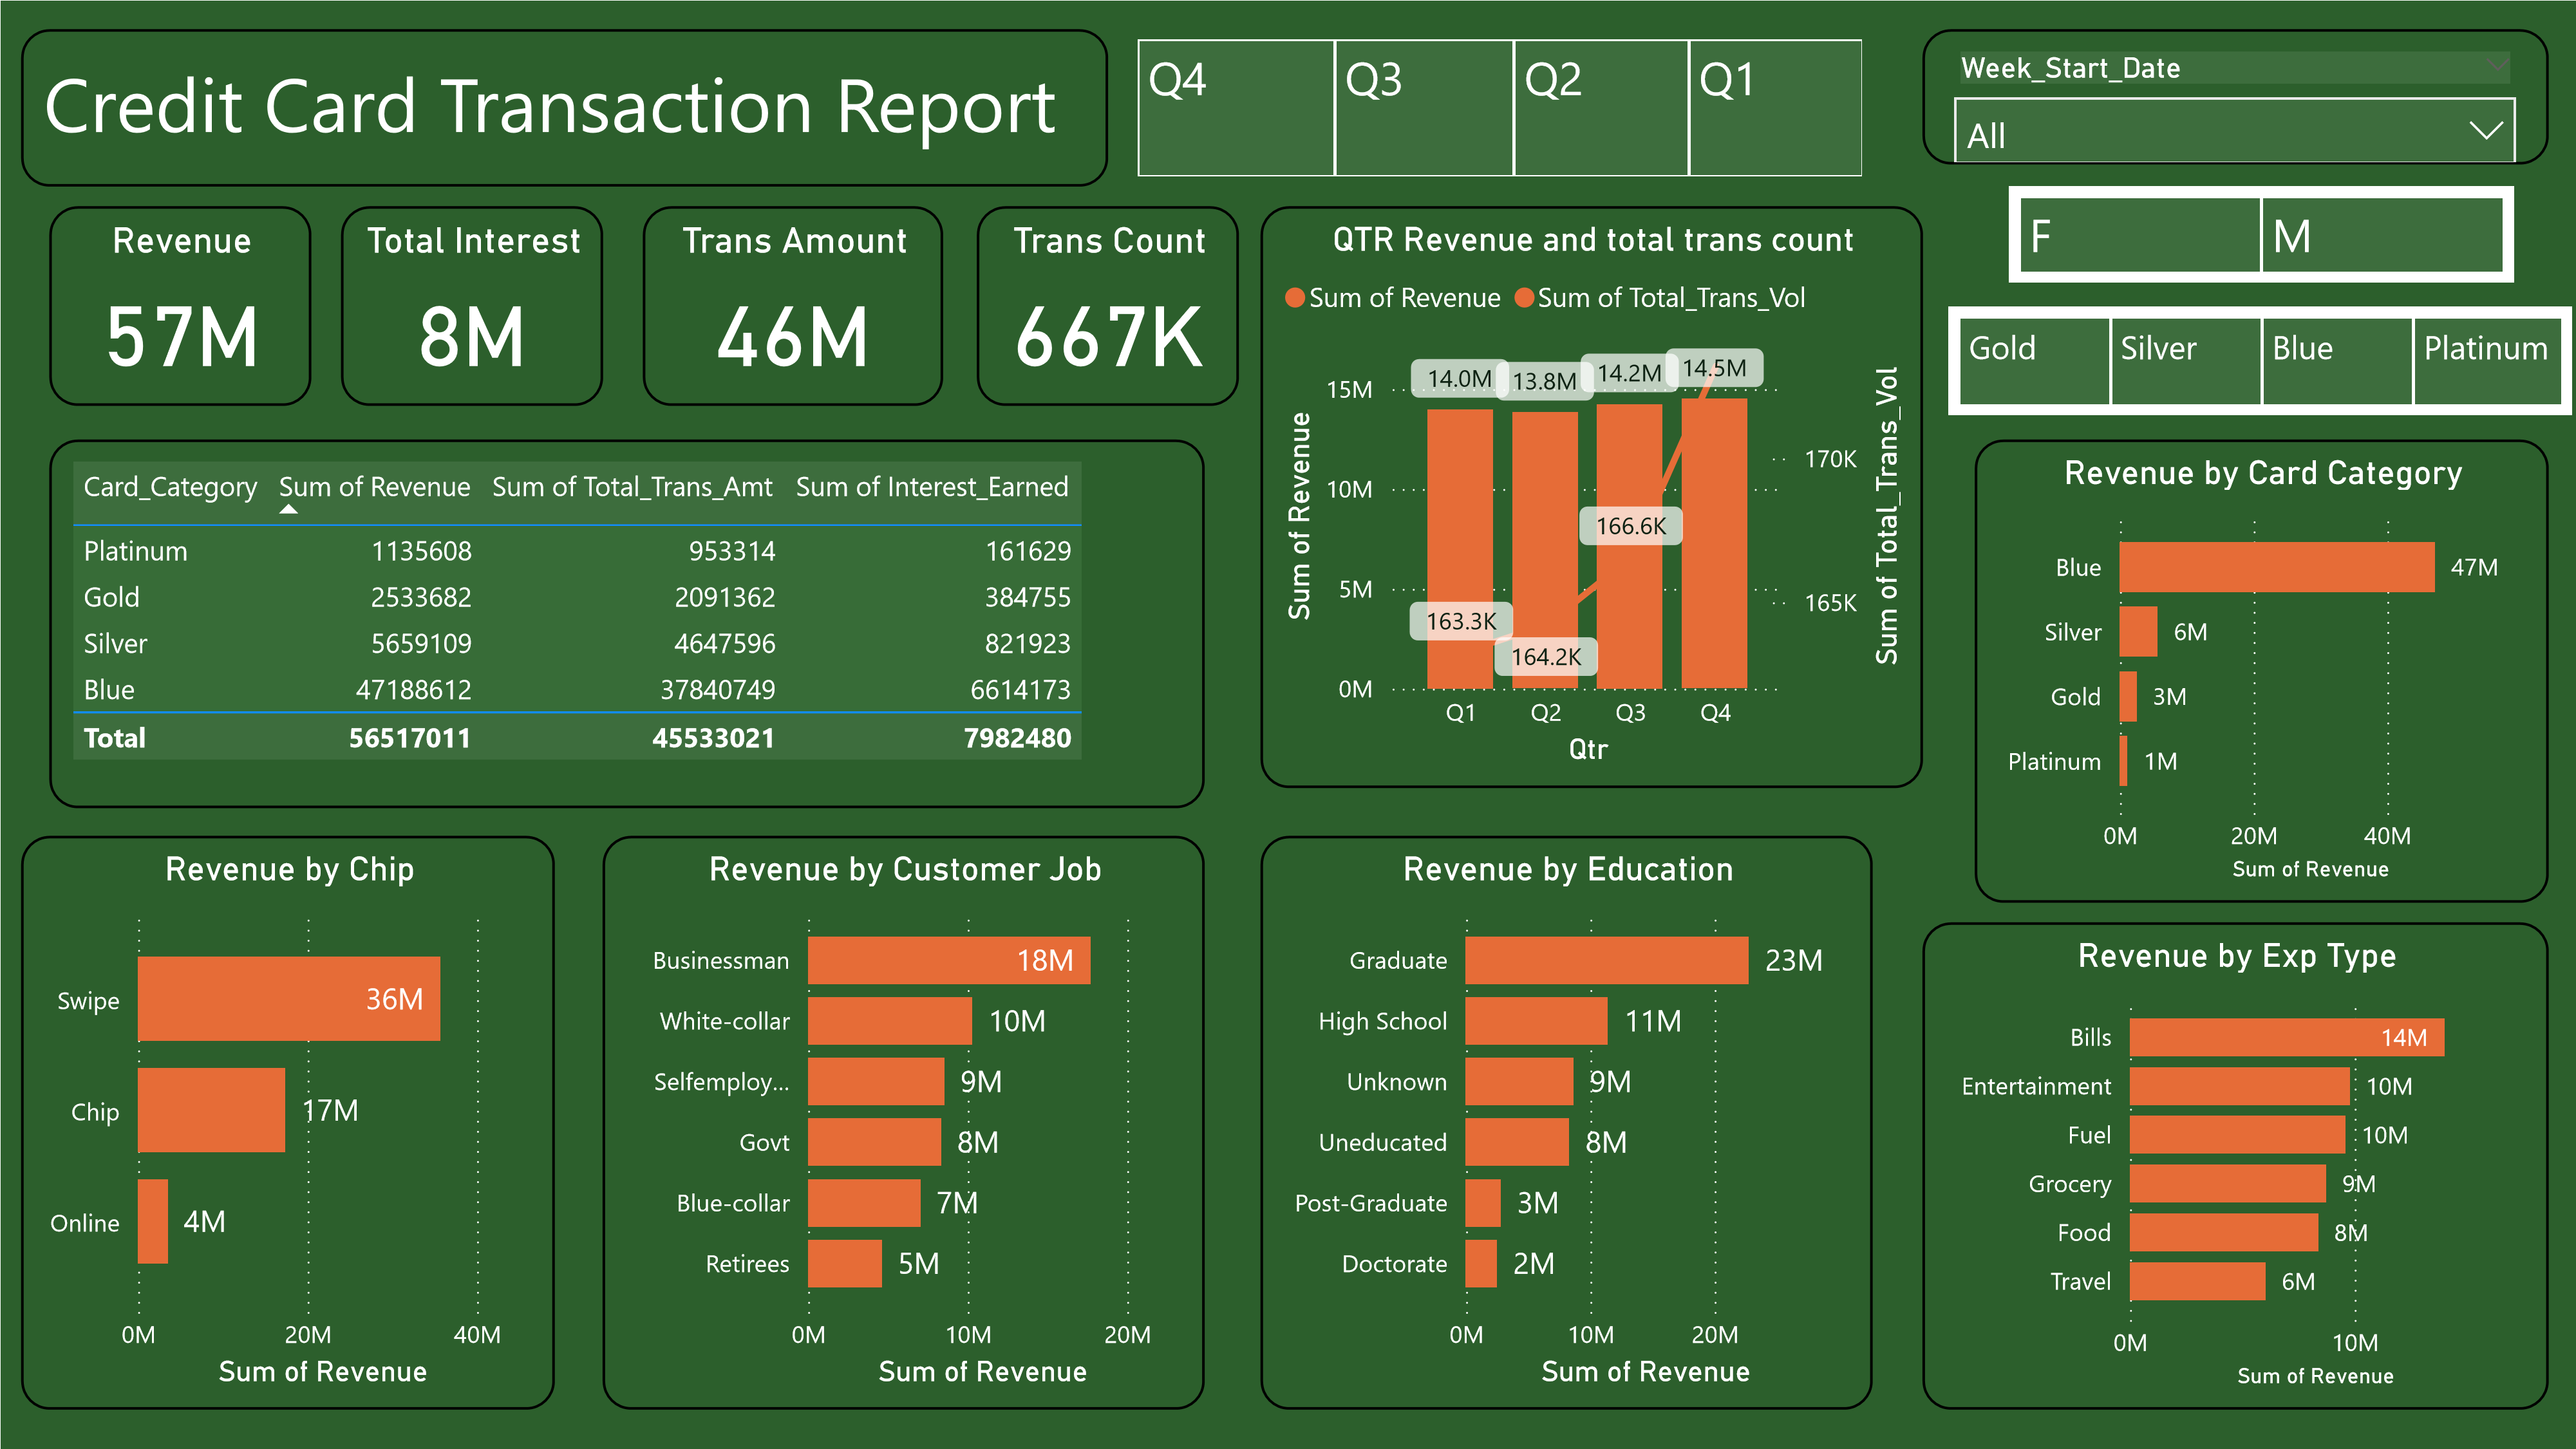 Credit Card Transaction Report
Q4 Q3 Q2 Q1
Week_Start_Date
All
F M
Gold Silver Blue Platinum
Revenue
57M
Total Interest
8M
Trans Amount
46M
Trans Count
667K
Card_Category Sum of Revenue Sum of Total_Trans_Amt Sum of Interest_Earned
Platinum 1135608 953314 161629
Gold 2533682 2091362 384755
Silver 5659109 4647596 821923
Blue 47188612 37840749 6614173
Total 56517011 45533021 7982480
QTR Revenue and total trans count
Sum of Revenue Sum of Total_Trans_Vol
14.0M 13.8M 14.2M 14.5M
15M
10M
5M
0M
170K
165K
166.6K
163.3K
164.2K
Q1 Q2 Q3 Q4
Qtr
Sum of Revenue
Sum of Total_Trans_Vol
Revenue by Card Category
Blue 47M
Silver 6M
Gold 3M
Platinum 1M
0M 20M 40M
Sum of Revenue
Revenue by Chip
Swipe 36M
Chip 17M
Online 4M
0M 20M 40M
Sum of Revenue
Revenue by Customer Job
Businessman 18M
White-collar 10M
Selfemploy... 9M
Govt 8M
Blue-collar 7M
Retirees 5M
0M 10M 20M
Sum of Revenue
Revenue by Education
Graduate 23M
High School 11M
Unknown 9M
Uneducated 8M
Post-Graduate 3M
Doctorate 2M
0M 10M 20M
Sum of Revenue
Revenue by Exp Type
Bills 14M
Entertainment 10M
Fuel 10M
Grocery 9M
Food 8M
Travel 6M
0M 10M
Sum of Revenue